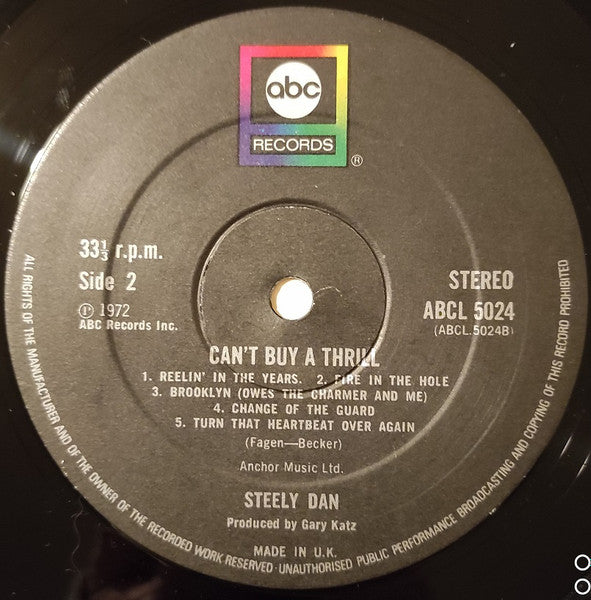 abc
RECORDS
®
33⅓ r.p.m.
Side 2
Ⓟ 1972
ABC Records Inc.
STEREO
ABCL 5024
(ABCL.5024B)
CAN'T BUY A THRILL
1. REELIN' IN THE YEARS. 2. FIRE IN THE HOLE
3. BROOKLYN (OWES THE CHARMER AND ME)
4. CHANGE OF THE GUARD
5. TURN THAT HEARTBEAT OVER AGAIN
(Fagen—Becker)
Anchor Music Ltd.
STEELY DAN
Produced by Gary Katz
MADE IN U.K.
ALL RIGHTS OF THE MANUFACTURER AND OF THE OWNER OF THE RECORDED WORK RESERVED·UNAUTHORISED PUBLIC PERFORMANCE BROADCASTING AND COPYING OF THIS RECORD PROHIBITED